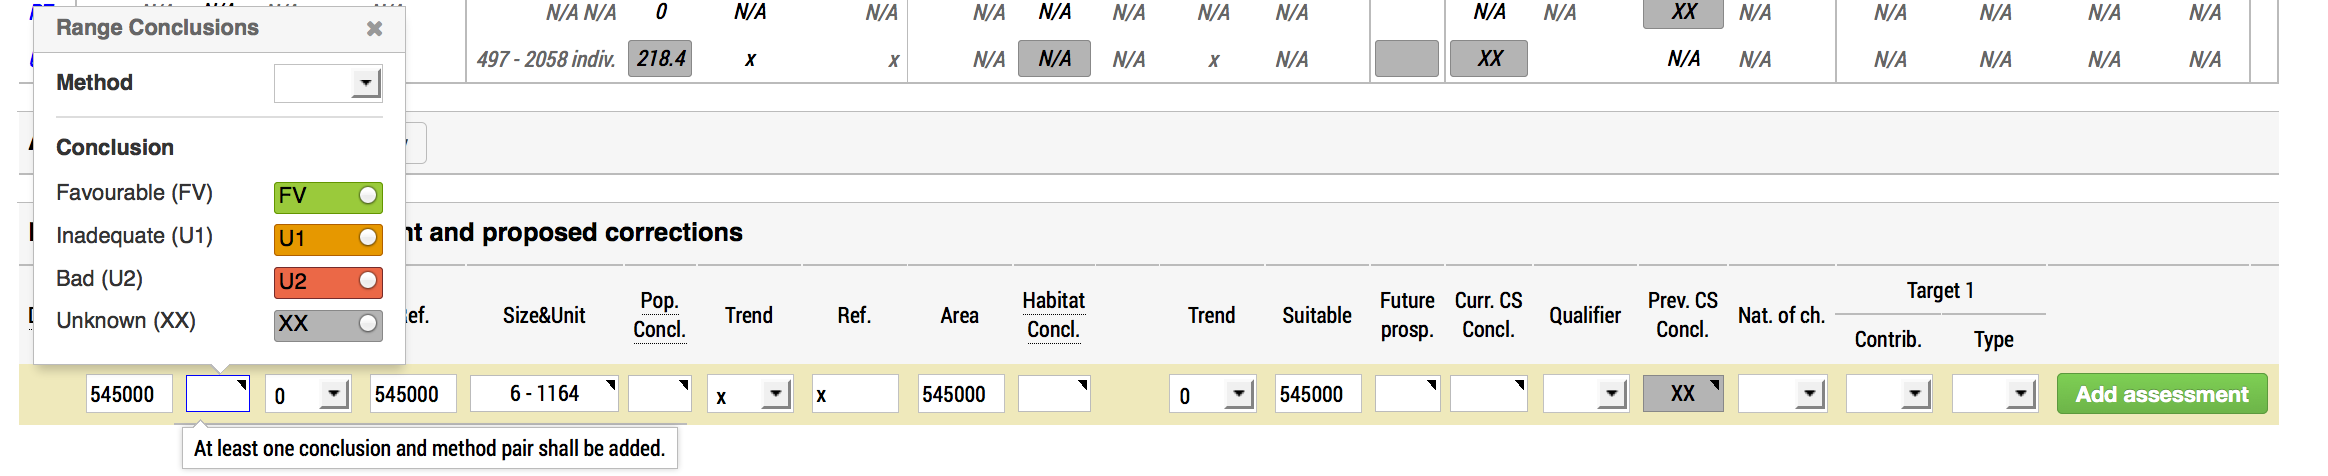 N/A N/A 0 N/A N/A N/A N/A N/A N/A N/A N/A N/A XX N/A N/A N/A N/A N/A
Range Conclusions ×
497 - 2058 indiv. 218.4 x x N/A N/A N/A x N/A XX N/A N/A N/A N/A N/A N/A
Method
Conclusion
Favourable (FV) FV
Inadequate (U1) U1
Bad (U2) U2
Unknown (XX) XX
nt and proposed corrections
ef. Size&Unit Pop. Concl. Trend Ref. Area Habitat Concl. Trend Suitable Future prosp. Curr. CS Concl. Qualifier Prev. CS Concl. Nat. of ch. Target 1
Contrib. Type
545000 0 545000 6 - 1164 x x 545000 0 545000 XX Add assessment
At least one conclusion and method pair shall be added.